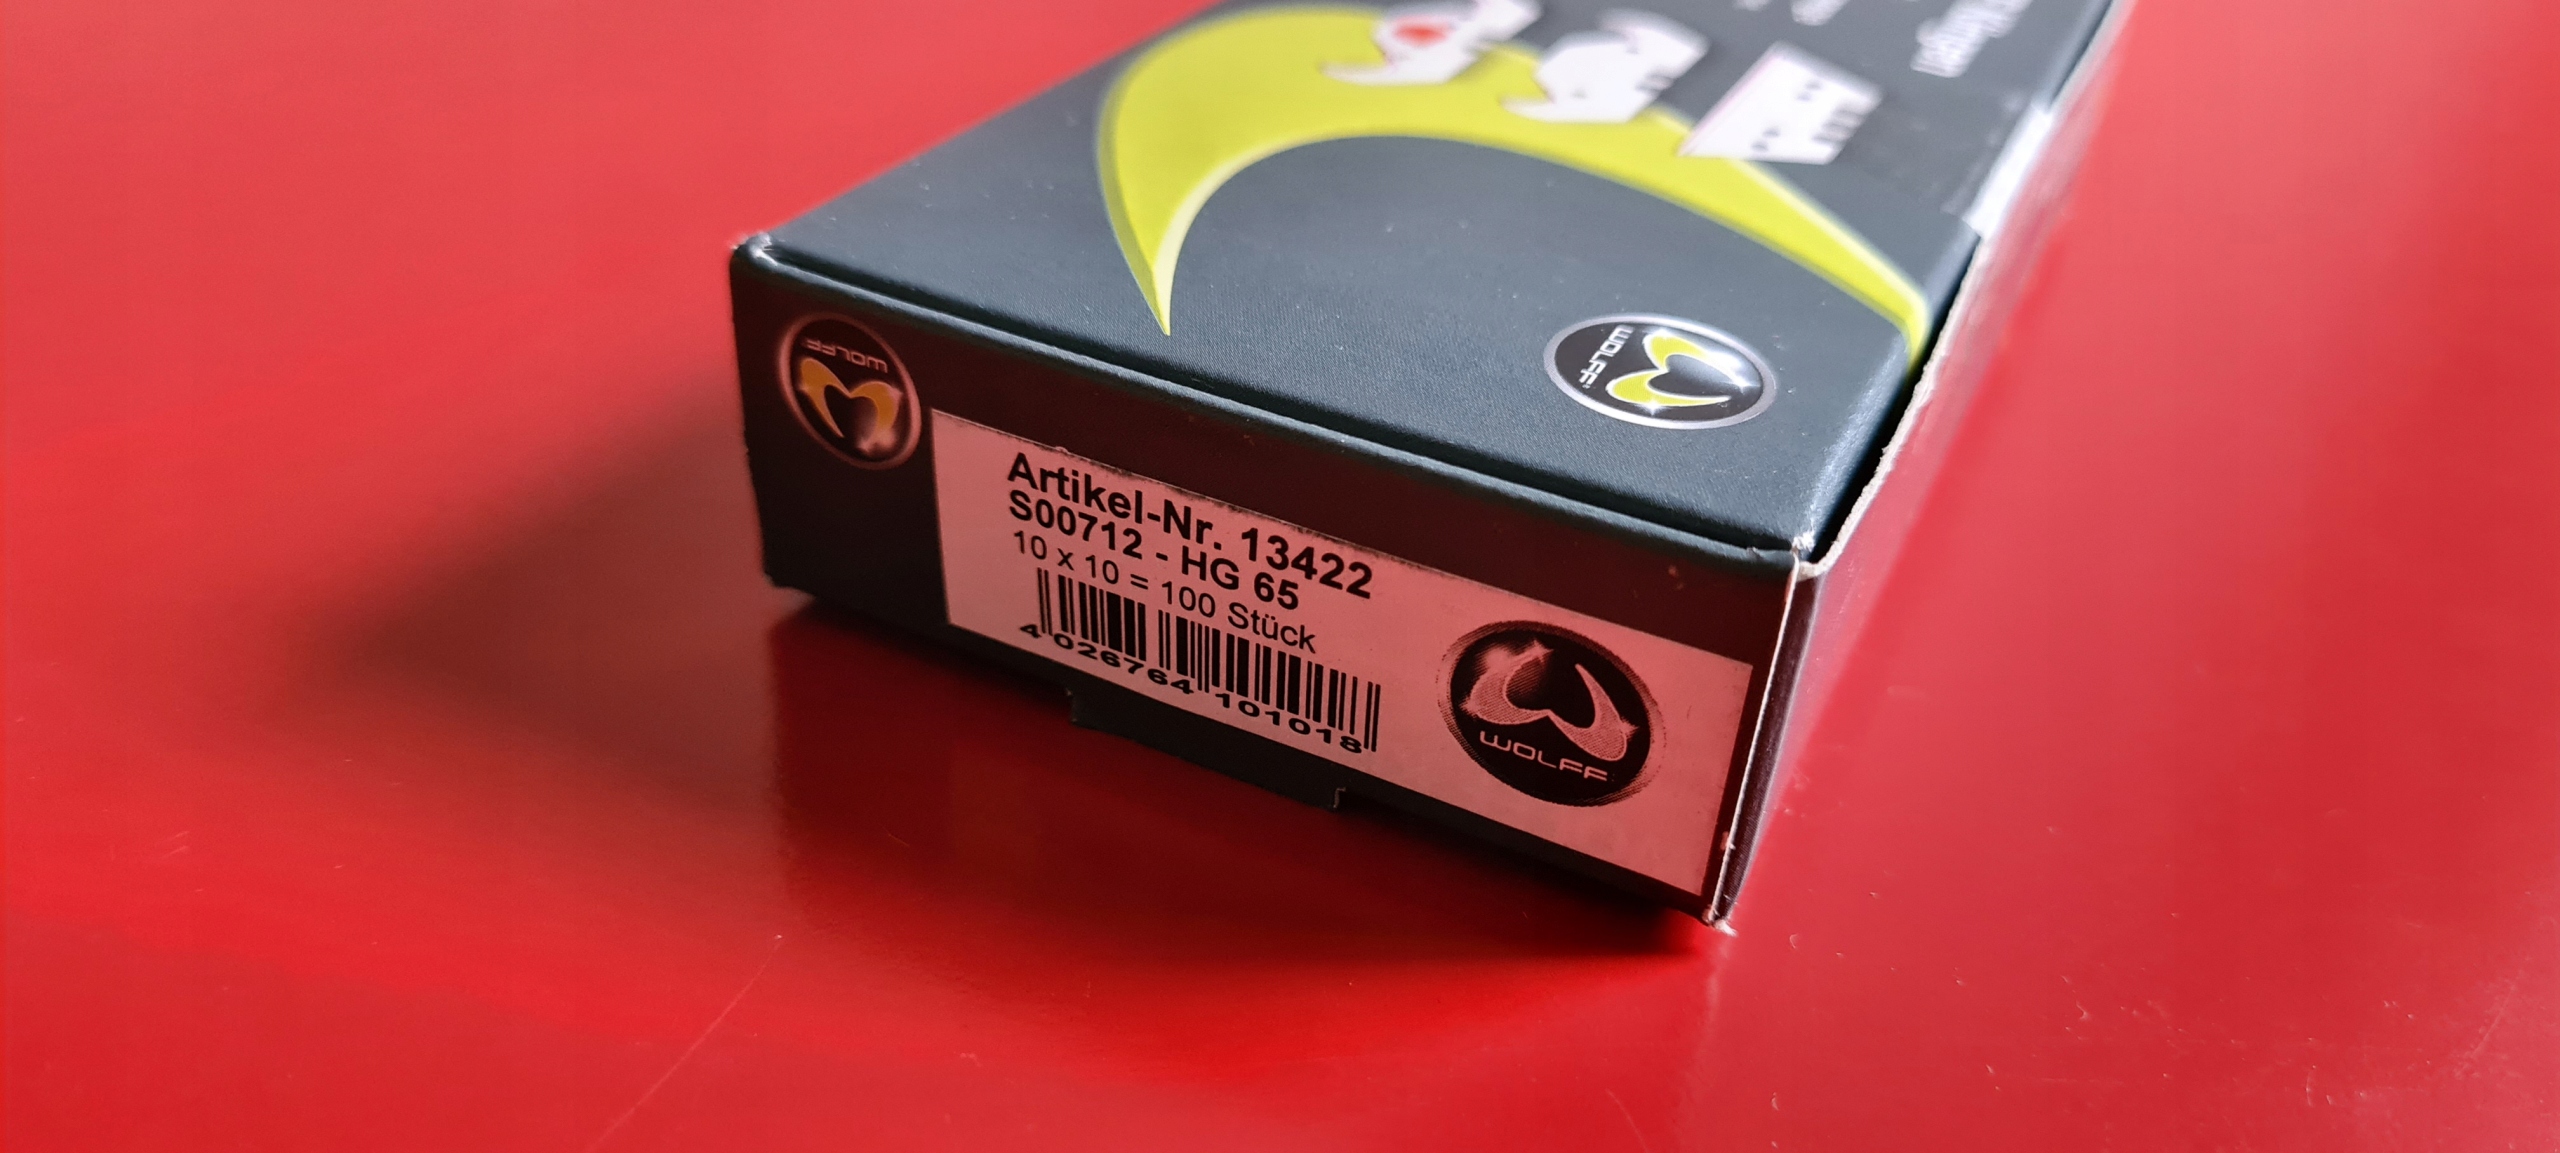 WOLFF
WOLFF
Artikel-Nr. 13422
S00712 - HG 65
10 x 10 = 100 Stück
4 026764 101018
WOLFF